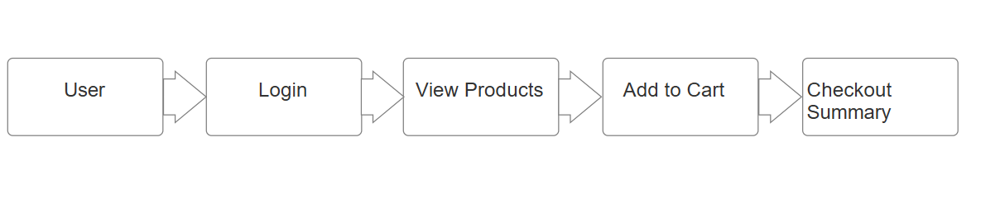 User
Login
View Products
Add to Cart
Checkout
Summary